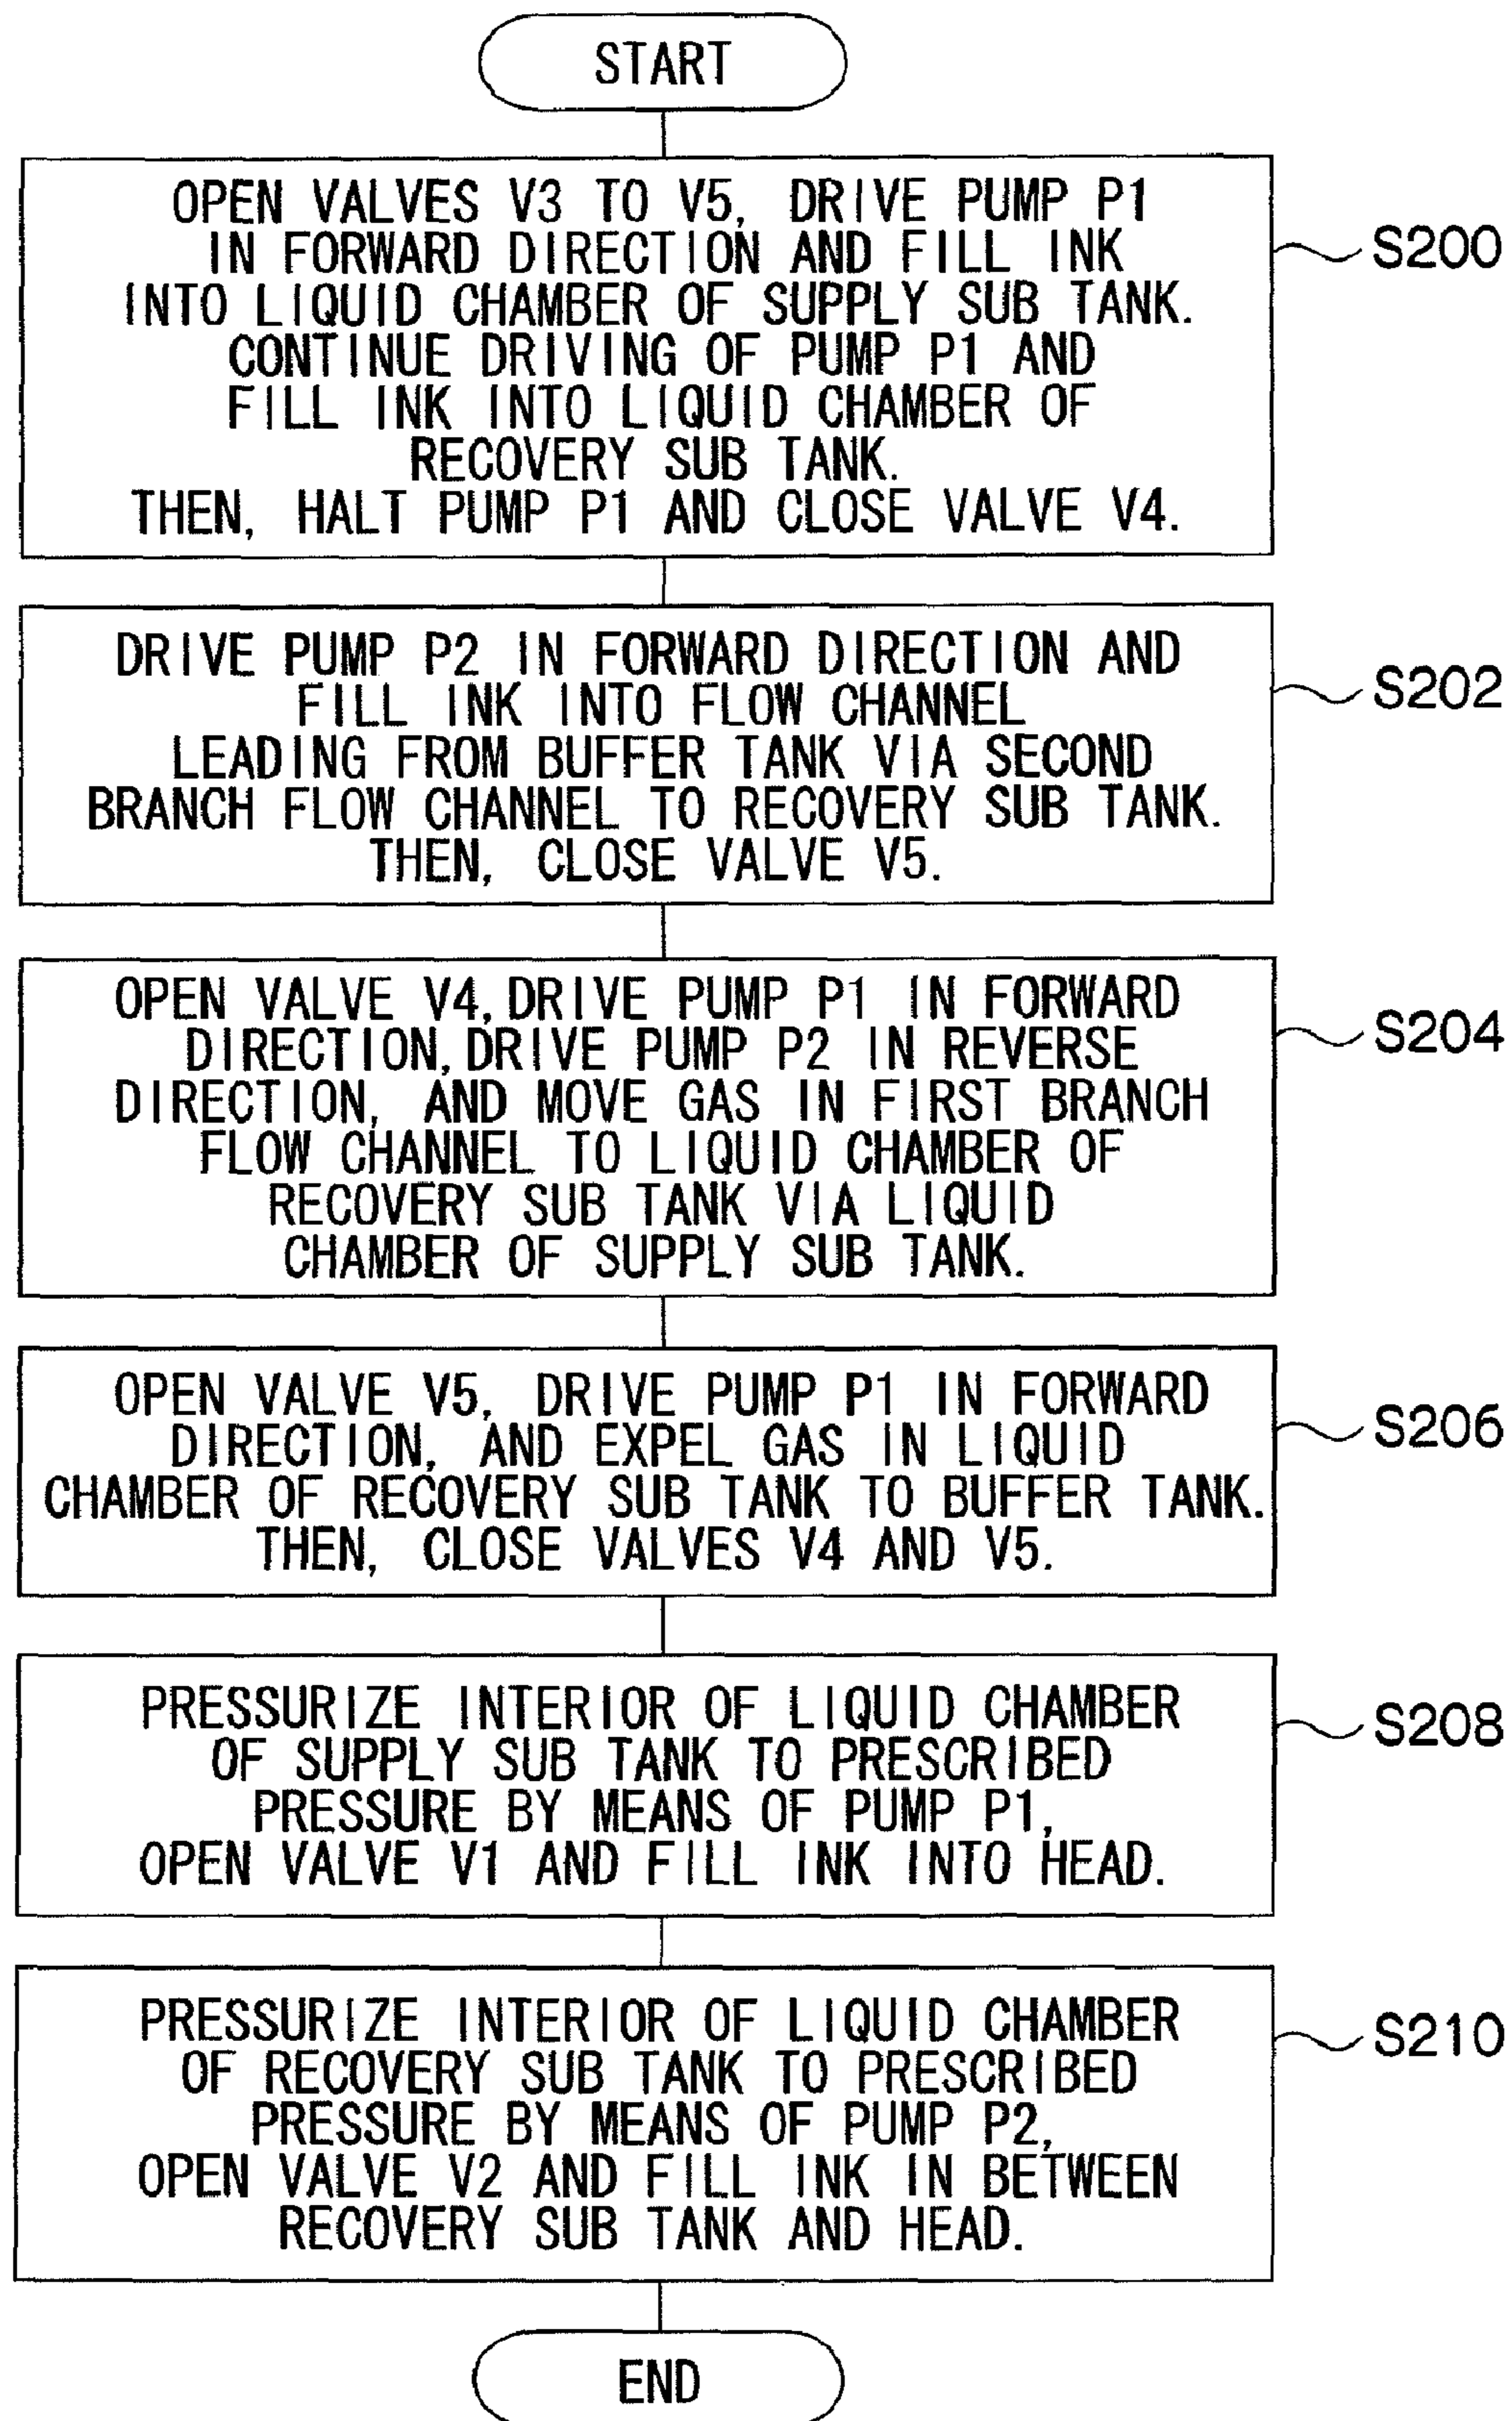 START
OPEN VALVES V3 TO V5, DRIVE PUMP P1
IN FORWARD DIRECTION AND FILL INK
INTO LIQUID CHAMBER OF SUPPLY SUB TANK.
CONTINUE DRIVING OF PUMP P1 AND
FILL INK INTO LIQUID CHAMBER OF
RECOVERY SUB TANK.
THEN, HALT PUMP P1 AND CLOSE VALVE V4.
S200
DRIVE PUMP P2 IN FORWARD DIRECTION AND
FILL INK INTO FLOW CHANNEL
LEADING FROM BUFFER TANK VIA SECOND
BRANCH FLOW CHANNEL TO RECOVERY SUB TANK.
THEN, CLOSE VALVE V5.
S202
OPEN VALVE V4, DRIVE PUMP P1 IN FORWARD
DIRECTION, DRIVE PUMP P2 IN REVERSE
DIRECTION, AND MOVE GAS IN FIRST BRANCH
FLOW CHANNEL TO LIQUID CHAMBER OF
RECOVERY SUB TANK VIA LIQUID
CHAMBER OF SUPPLY SUB TANK.
S204
OPEN VALVE V5, DRIVE PUMP P1 IN FORWARD
DIRECTION, AND EXPEL GAS IN LIQUID
CHAMBER OF RECOVERY SUB TANK TO BUFFER TANK.
THEN, CLOSE VALVES V4 AND V5.
S206
PRESSURIZE INTERIOR OF LIQUID CHAMBER
OF SUPPLY SUB TANK TO PRESCRIBED
PRESSURE BY MEANS OF PUMP P1,
OPEN VALVE V1 AND FILL INK INTO HEAD.
S208
PRESSURIZE INTERIOR OF LIQUID CHAMBER
OF RECOVERY SUB TANK TO PRESCRIBED
PRESSURE BY MEANS OF PUMP P2,
OPEN VALVE V2 AND FILL INK IN BETWEEN
RECOVERY SUB TANK AND HEAD.
S210
END